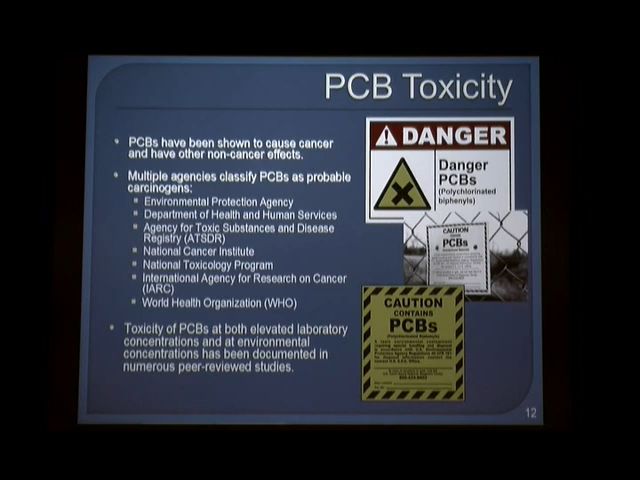 PCB Toxicity
PCBs have been shown to cause cancer
and have other non-cancer effects.
Multiple agencies classify PCBs as probable
carcinogens:
Environmental Protection Agency
Department of Health and Human Services
Agency for Toxic Substances and Disease
Registry (ATSDR)
National Cancer Institute
National Toxicology Program
International Agency for Research on Cancer
(IARC)
World Health Organization (WHO)
Toxicity of PCBs at both elevated laboratory
concentrations and at environmental
concentrations has been documented in
numerous peer-reviewed studies.
DANGER
Danger
PCBs
(Polychlorinated
biphenyls)
CAUTION
PCBs
CAUTION
CONTAINS
PCBs
(Polychlorinated Biphenyls)
12